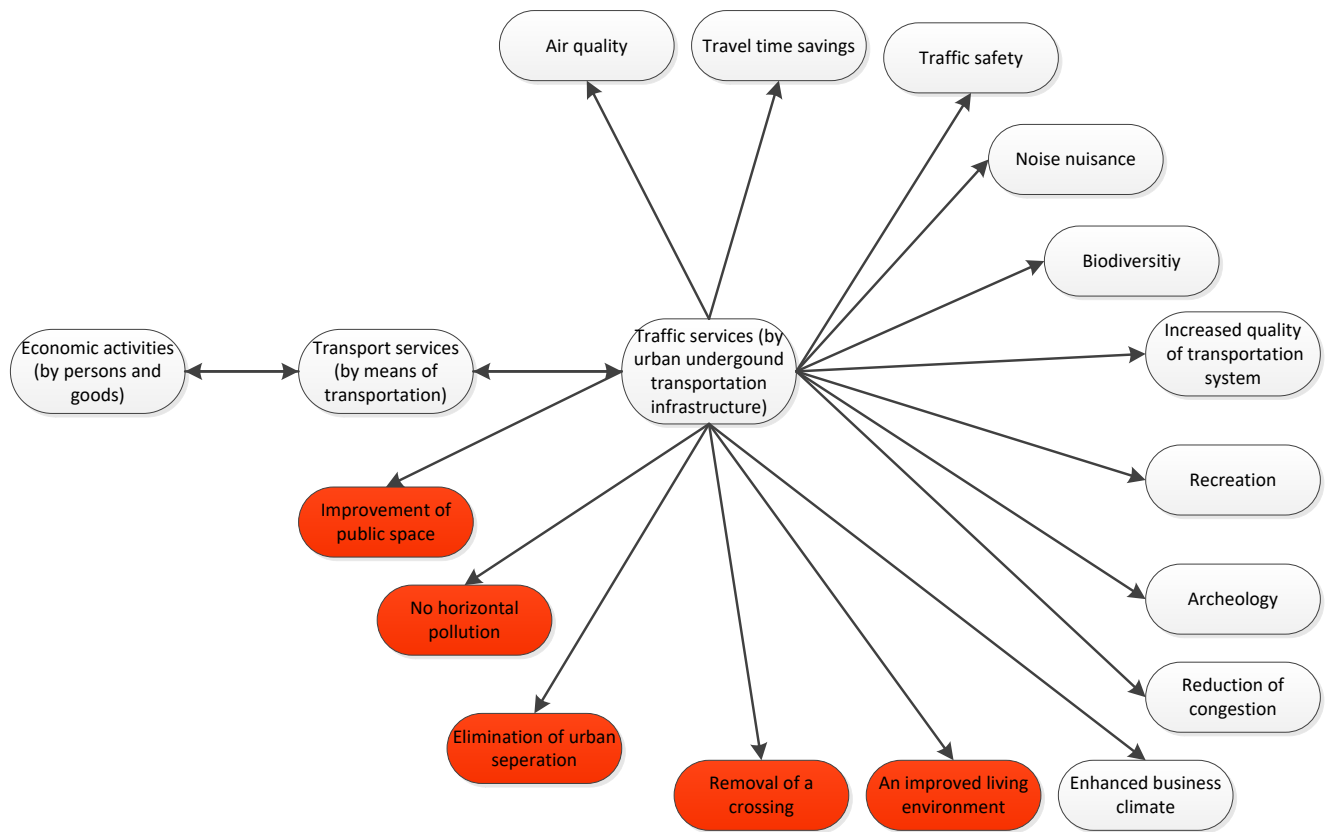 Air quality
Travel time savings
Traffic safety
Noise nuisance
Biodiversitiy
Economic activities
(by persons and
goods)
Transport services
(by means of
transportation)
Traffic services (by
urban undergound
transportation
infrastructure)
Increased quality
of transportation
system
Recreation
Improvement of
public space
No horizontal
pollution
Archeology
Reduction of
congestion
Elimination of urban
seperation
Removal of a
crossing
An improved living
environment
Enhanced business
climate